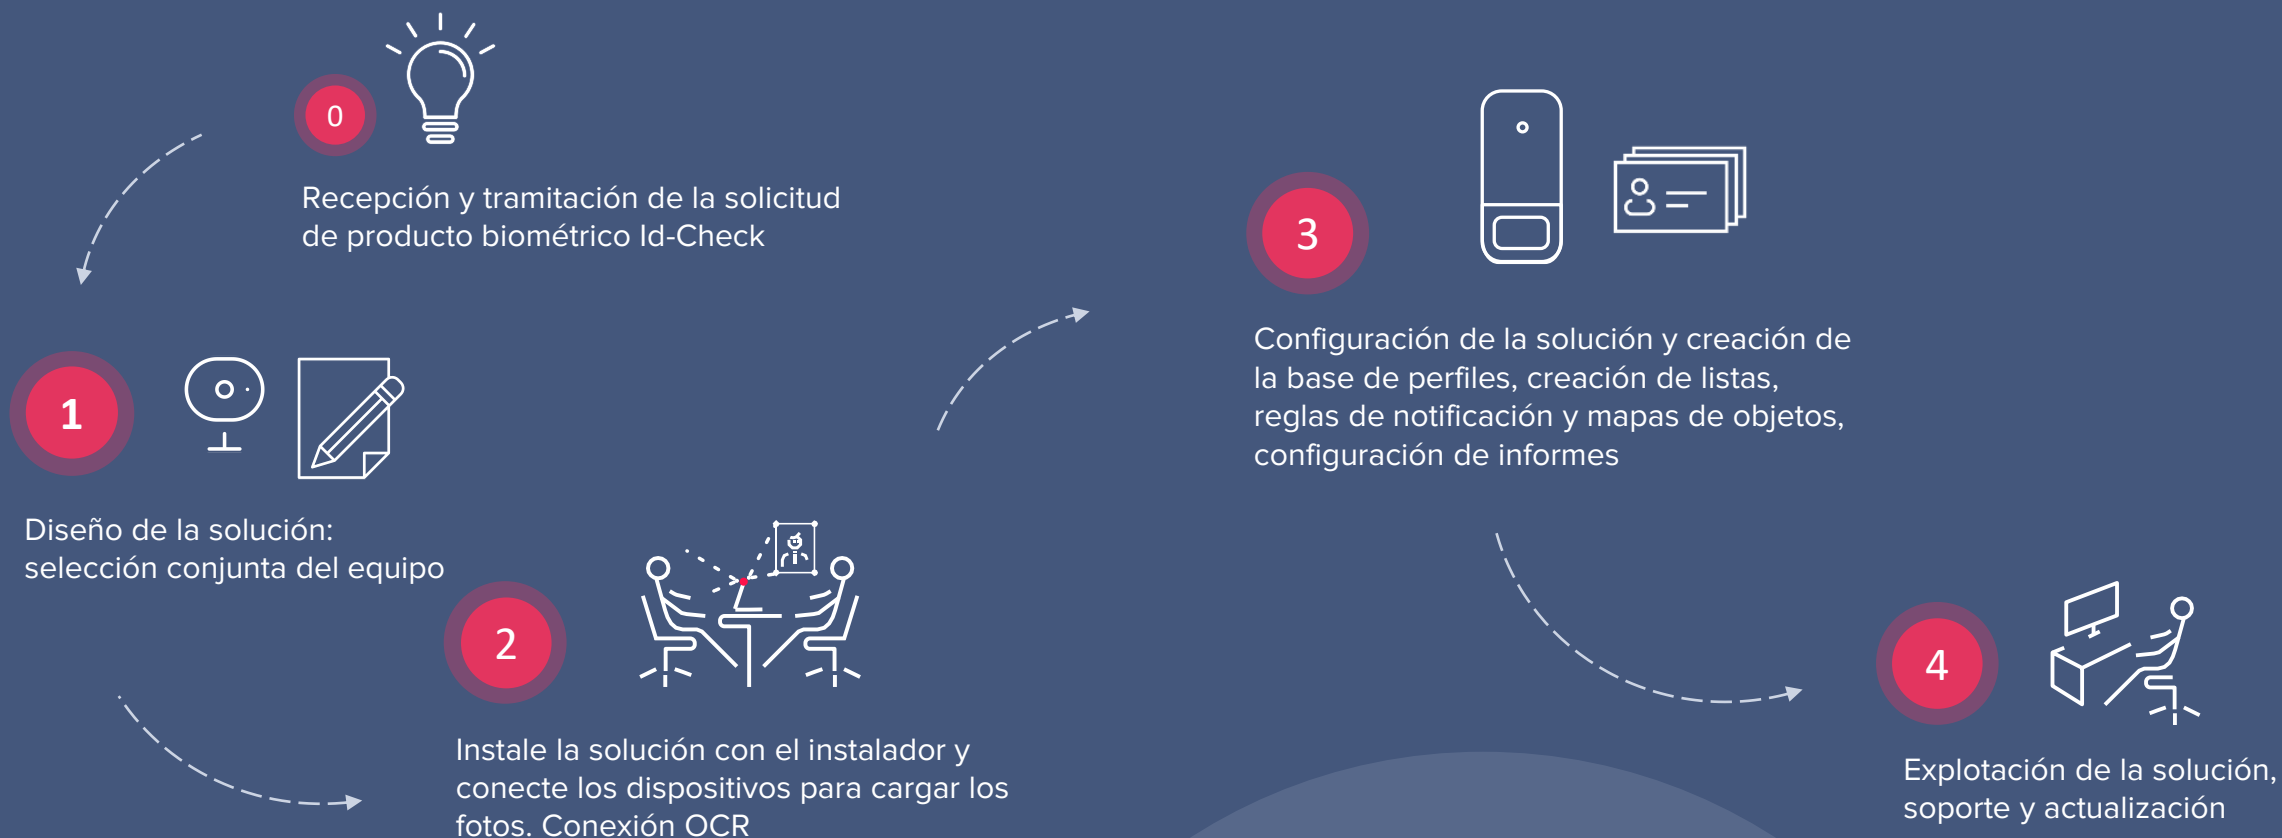 0
Recepción y tramitación de la solicitud
de producto biométrico Id-Check
1
Diseño de la solución:
selección conjunta del equipo
2
Instale la solución con el instalador y
conecte los dispositivos para cargar los
fotos. Conexión OCR
3
Configuración de la solución y creación de
la base de perfiles, creación de listas,
reglas de notificación y mapas de objetos,
configuración de informes
4
Explotación de la solución,
soporte y actualización